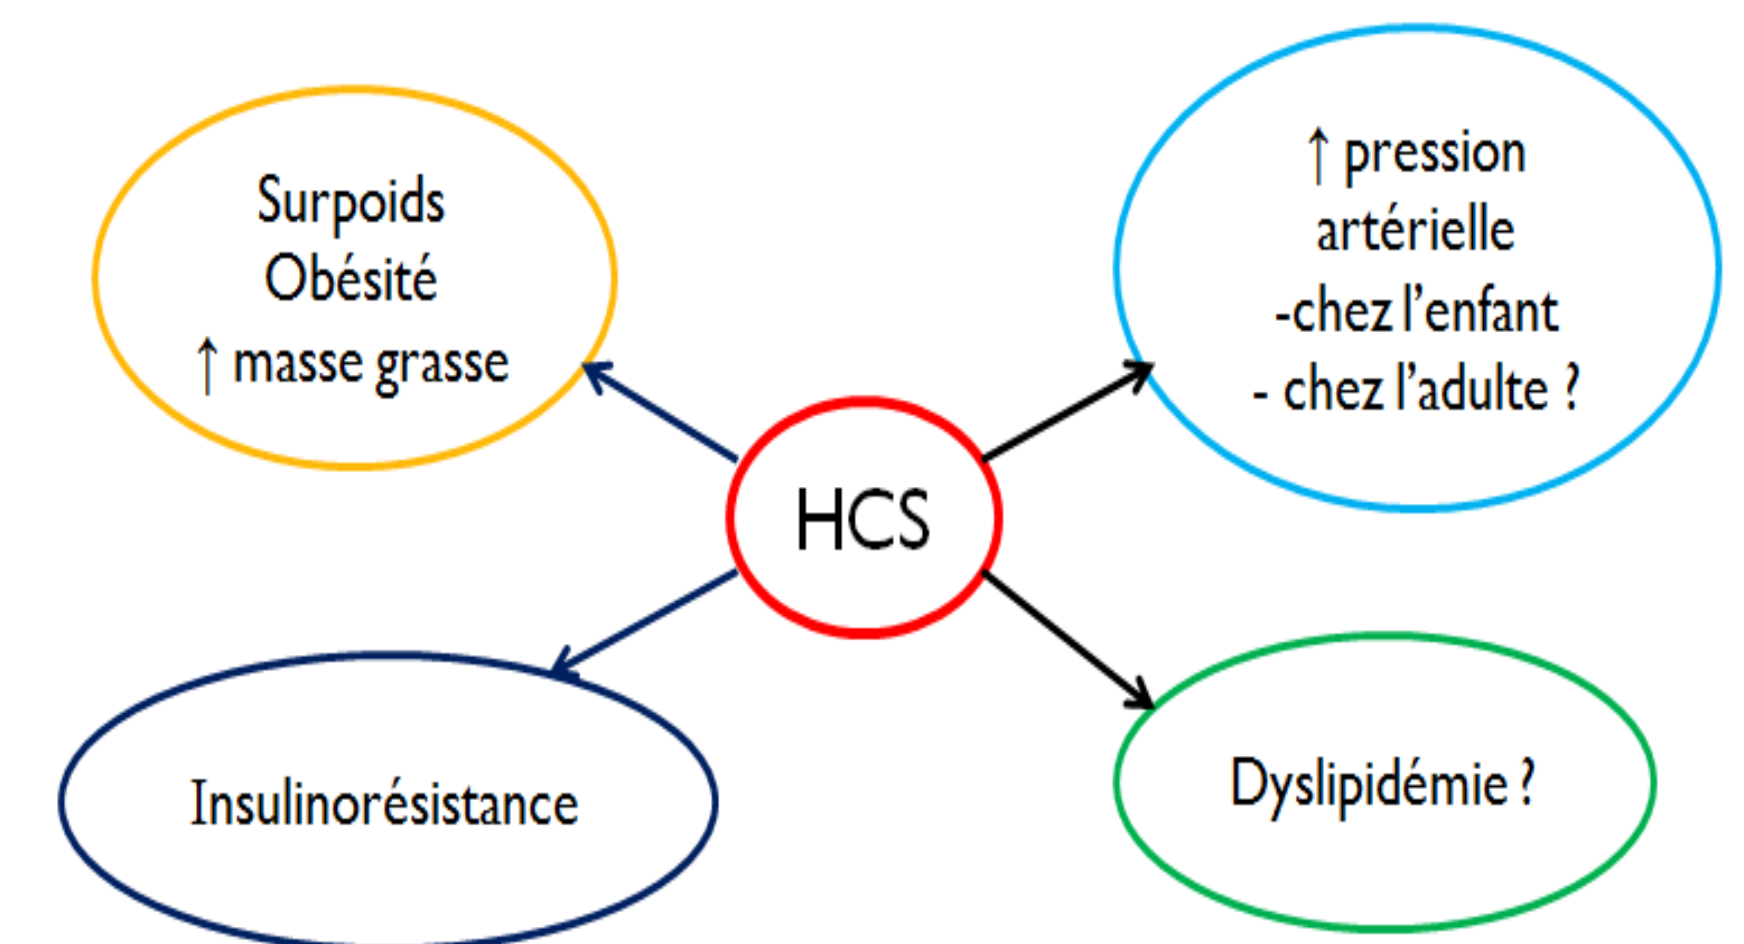 Surpoids
Obésité
↑ masse grasse
↑ pression
artérielle
-chez l’enfant
- chez l’adulte ?
HCS
Insulinorésistance
Dyslipidémie ?